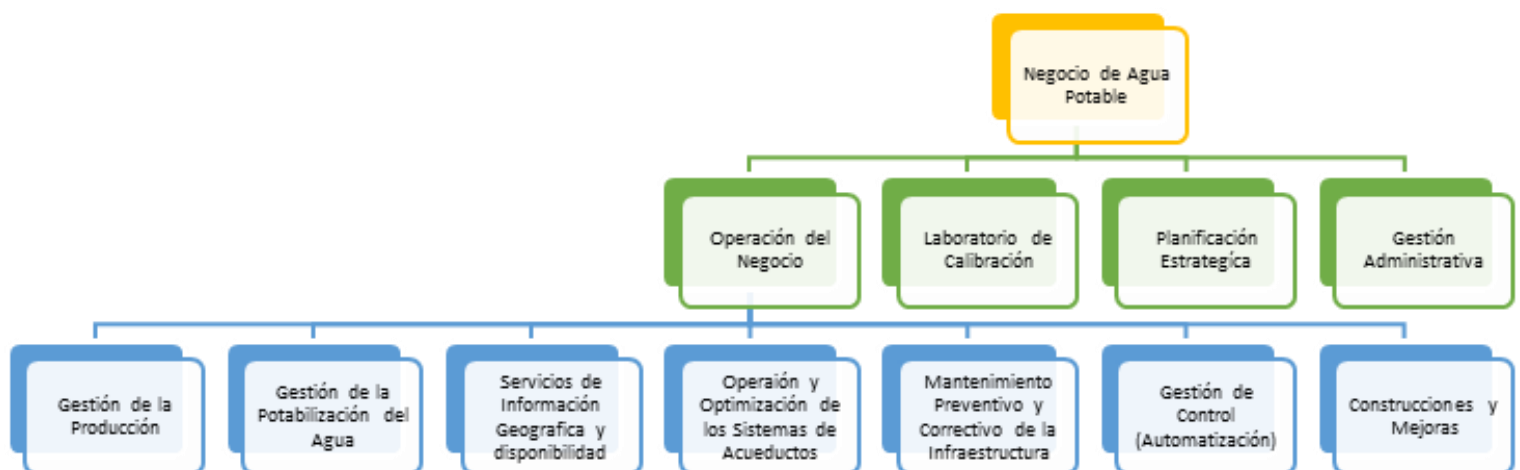 Negocio de Agua
Potable
Operación del
Negocio
Laboratorio de
Calibración
Planificación
Estrategíca
Gestión
Administrativa
Gestión de la
Producción
Gestión de la
Potabilización del
Agua
Servicios de
Información
Geografica y
disponibilidad
Operaión y
Optimización de
los Sistemas de
Acueductos
Mantenimiento
Preventivo y
Correctivo de la
Infraestructura
Gestión de
Control
(Automatización)
Construcciones y
Mejoras